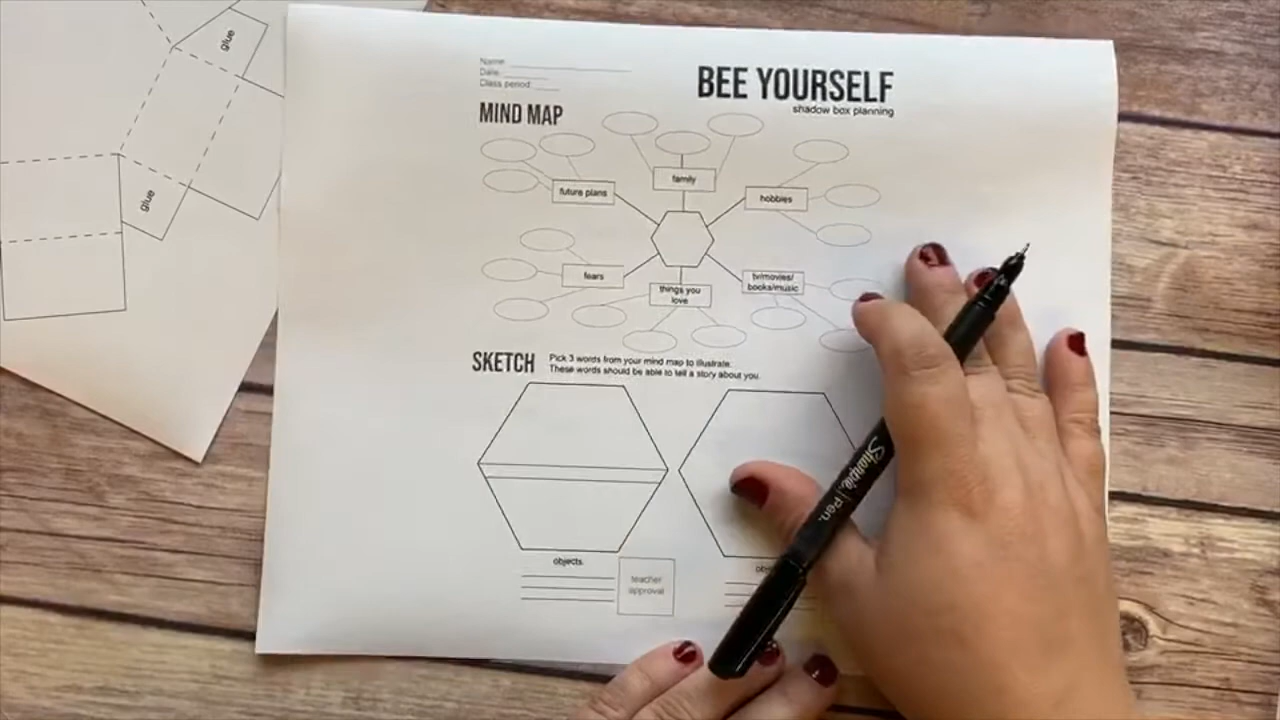 glue
glue
Name:
Date:
Class period:
BEE YOURSELF
shadow box planning
MIND MAP
family
future plans
hobbies
fears
tv/movies/
books/music
things you
love
SKETCH
Pick 3 words from your mind map to illustrate.
These words should be able to tell a story about you.
objects:
teacher
approval
Sharpie Pen.